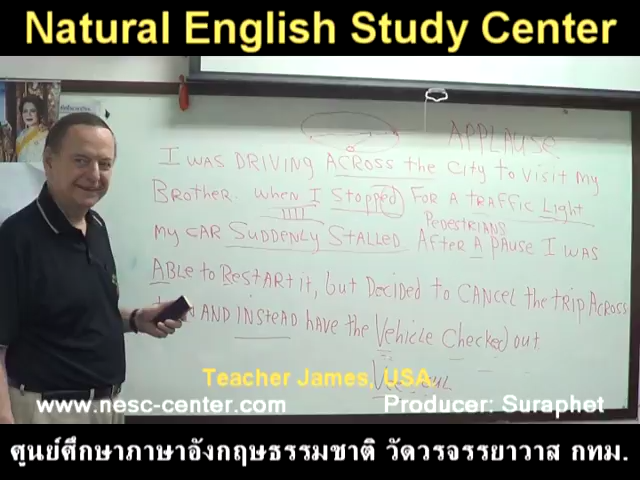 Natural English Study Center
APPLAUSE
I WAS DRIVING ACROSS the CITY to VISIT MY
BROTHER. WHEN I Stopped FOR A tRAFFIC Light
PEDESTRIANS
MY CAR SUDDENLY STALLED AFTER A PAUSE I WAS
ABLE to REStARt it, but DECIDED to CANCEL the tRIP ACROSS
AND INStEAD HAVE the Vehicle Checked out.
Teacher James, USA
www.nesc-center.com
Producer: Suraphet
ศูนย์ศึกษาภาษาอังกฤษธรรมชาติ วัดวรจรรยาวาส กทม.